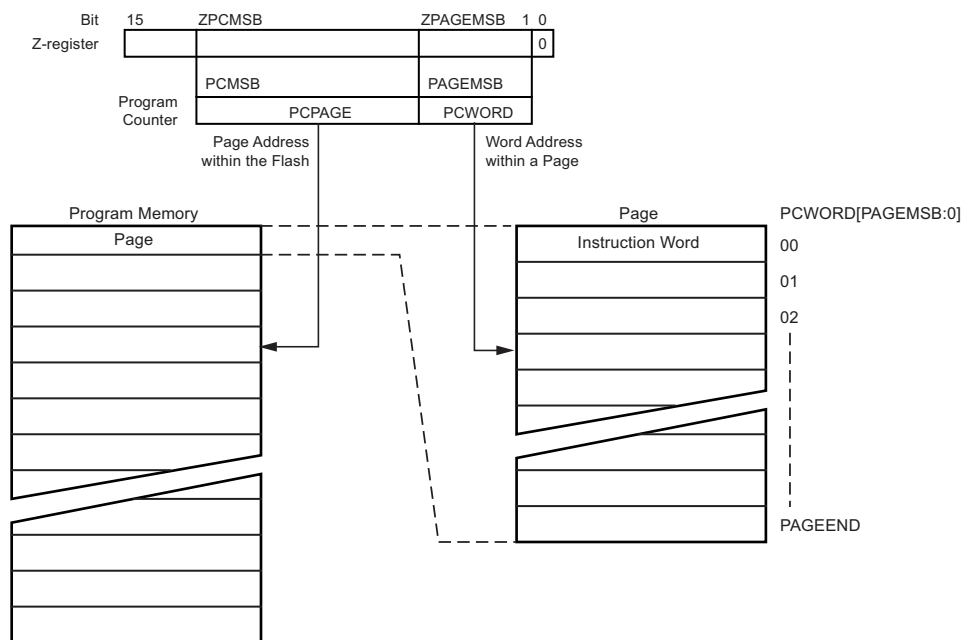 Bit 15 ZPCMSB ZPAGEMSB 1 0
Z-register 0
PCMSB PAGEMSB
Program
Counter
PCPAGE PCWORD
Page Address
within the Flash
Word Address
within a Page
Program Memory
Page
Page
Instruction Word
PCWORD[PAGEMSB:0]
00
01
02
PAGEEND